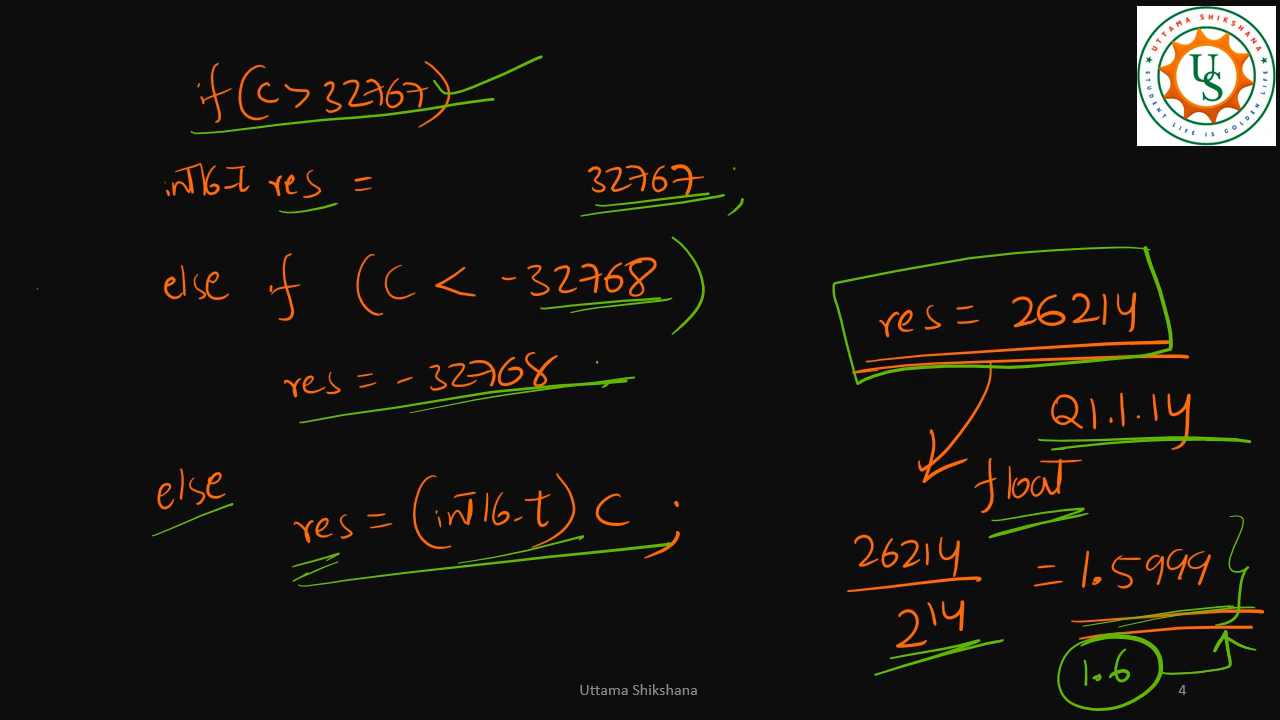 if (C > 32767)
int16_t res = 32767 ;
else if (C < -32768)
res = -32768 ;
else
res = (int16_t) C ;
res = 26214
Q1.1.14
float
26214
2^14
= 1.5999
1.6
UTTAMA SHIKSHANA
US
STUDENT LIFE IS GOLDEN LIFE
Uttama Shikshana
4